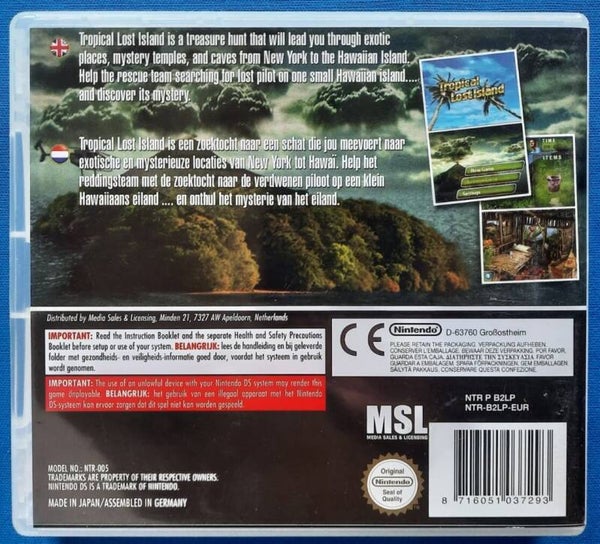 Tropical Lost Island is a treasure hunt that will lead you through exotic
places, mystery temples, and caves from New York to the Hawaiian Island.
Help the rescue team searching for lost pilot on one small Hawaiian island....
and discover its mystery.
Tropical Lost Island is een zoektocht naar een schat die jou meevoert naar
exotische en mysterieuze locaties van New York tot Hawaï. Help het
reddingsteam met de zoektocht naar de verdwenen piloot op een klein
Hawaiiaans eiland .... en onthul het mysterie van het eiland.
Tropical
Lost Island
New Game
Settings
TIME
ITEMS
Distributed by Media Sales & Licensing, Minden 21, 7327 AW Apeldoorn, Netherlands
IMPORTANT: Read the Instruction Booklet and the separate Health and Safety Precautions
Booklet before setup or use of your system. BELANGRIJK: lees de handleiding en bij geleverde
folder met gezondheids- en veiligheids-informatie goed door, voordat het systeem in gebruik
wordt genomen.
IMPORTANT: The use of an unlawful device with your Nintendo DS system may render this
game unplayable. BELANGRIJK: het gebruik van een illegaal apparaat met het Nintendo
DS-systeem kan ervoor zorgen dat dit spel niet kan worden gespeeld.
CE Nintendo D-63760 Großostheim
PLEASE RETAIN THE PACKAGING. VERPACKUNG AUFHEBEN.
CONSERVER L'EMBALLAGE. BEWAAR DEZE VERPAKKING. POR FAVOR,
GUARDA ESTA CAJA. ΔΙΑΤΗΡΗΣΤΕ ΤΗΝ ΣΥΣΚΕΥΑΣΙΑ. FAVOR
GUARDAR A EMBALAGEM. SPARA FÖRPACKNINGEN. GEM EMBALLAGEN.
SÄILYTÄ PAKKAUS. CONSERVARE QUESTA CONFEZIONE.
MSL
MEDIA SALES & LICENSING
NTR P B2LP
NTR-B2LP-EUR
Original
Nintendo
Seal of
Quality
8 716051 037293
MODEL NO.: NTR-005
TRADEMARKS ARE PROPERTY OF THEIR RESPECTIVE OWNERS.
NINTENDO DS IS A TRADEMARK OF NINTENDO.
MADE IN JAPAN/ASSEMBLED IN GERMANY